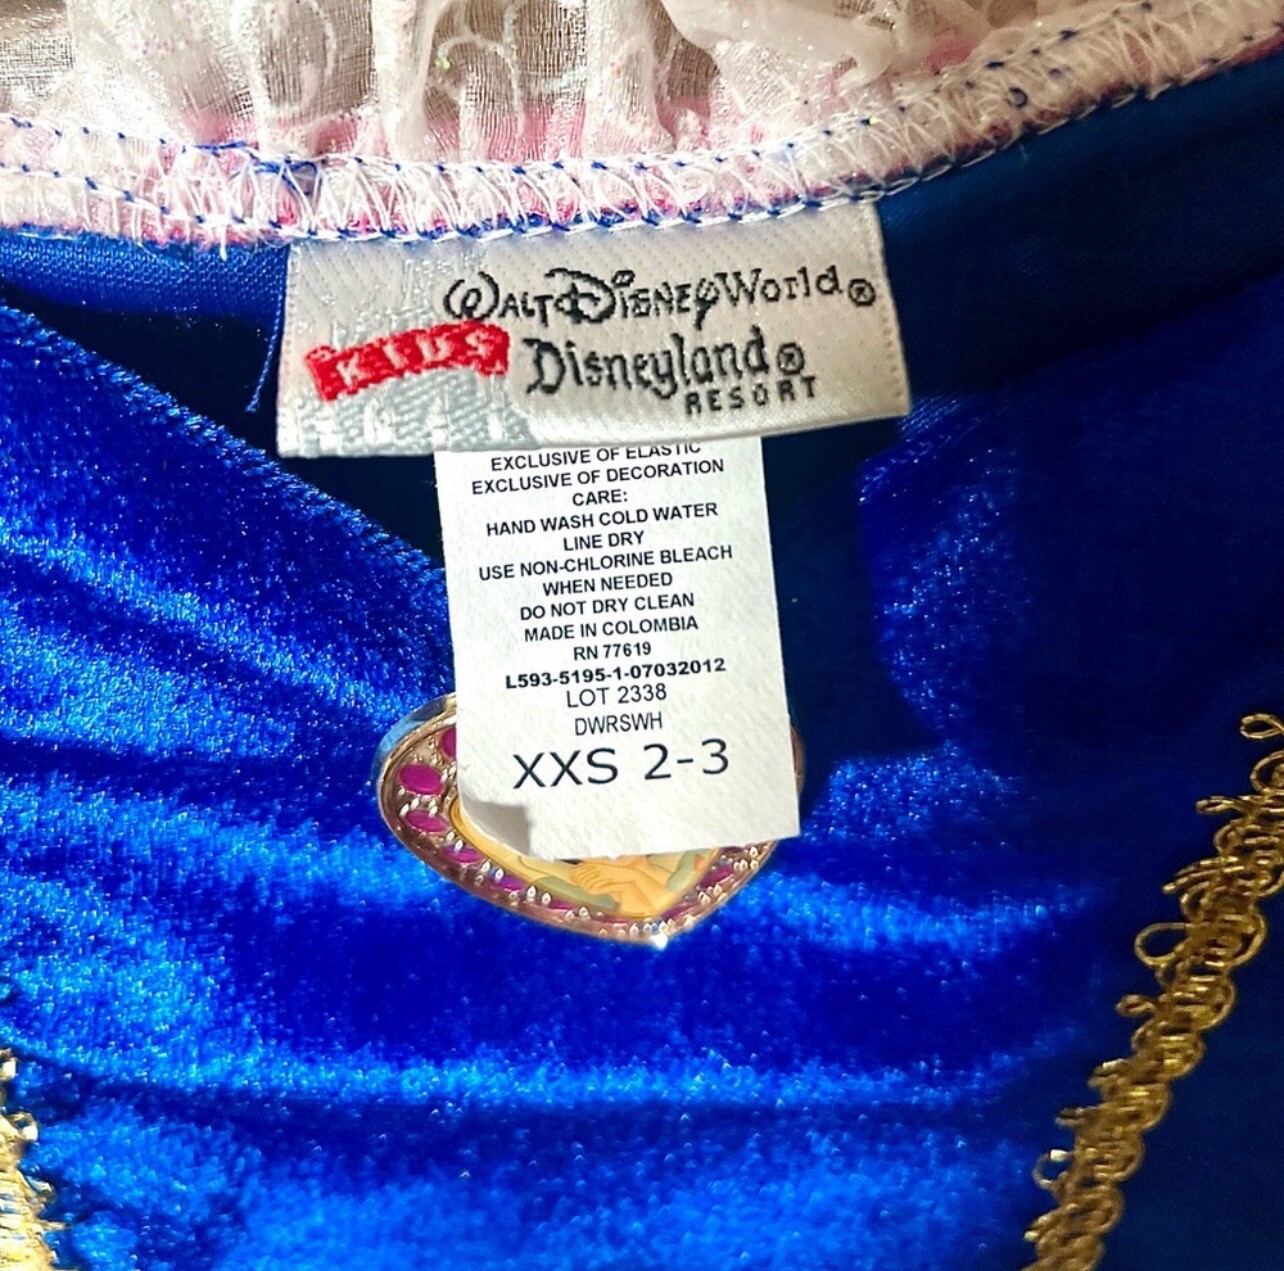 WALT DISNEY World®
KIDS
Disneyland®
RESORT
EXCLUSIVE OF ELASTIC
EXCLUSIVE OF DECORATION
CARE:
HAND WASH COLD WATER
LINE DRY
USE NON-CHLORINE BLEACH
WHEN NEEDED
DO NOT DRY CLEAN
MADE IN COLOMBIA
RN 77619
L593-5195-1-07032012
LOT 2338
DWRSWH
XXS 2-3